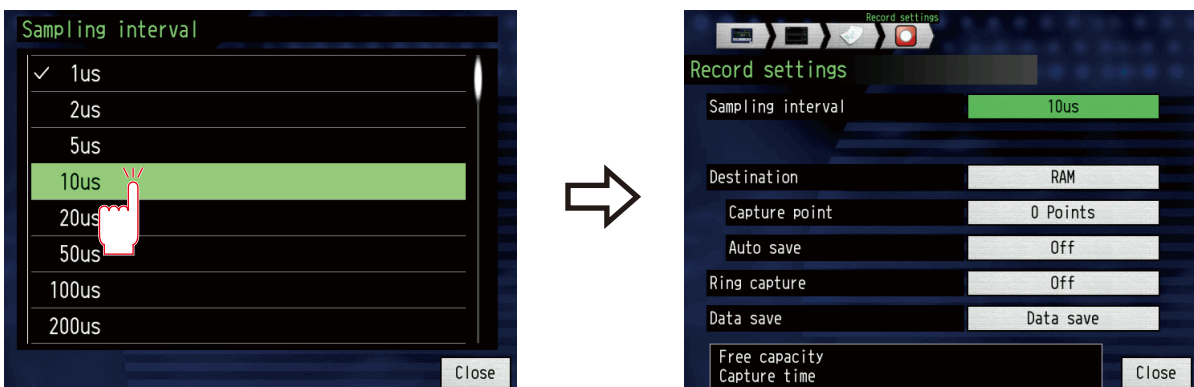 Sampling interval
✓ 1us
2us
5us
10us
20us
50us
100us
200us
Close
Record settings
Record settings
Sampling interval 10us
Destination RAM
Capture point 0 Points
Auto save Off
Ring capture Off
Data save Data save
Free capacity
Capture time
Close